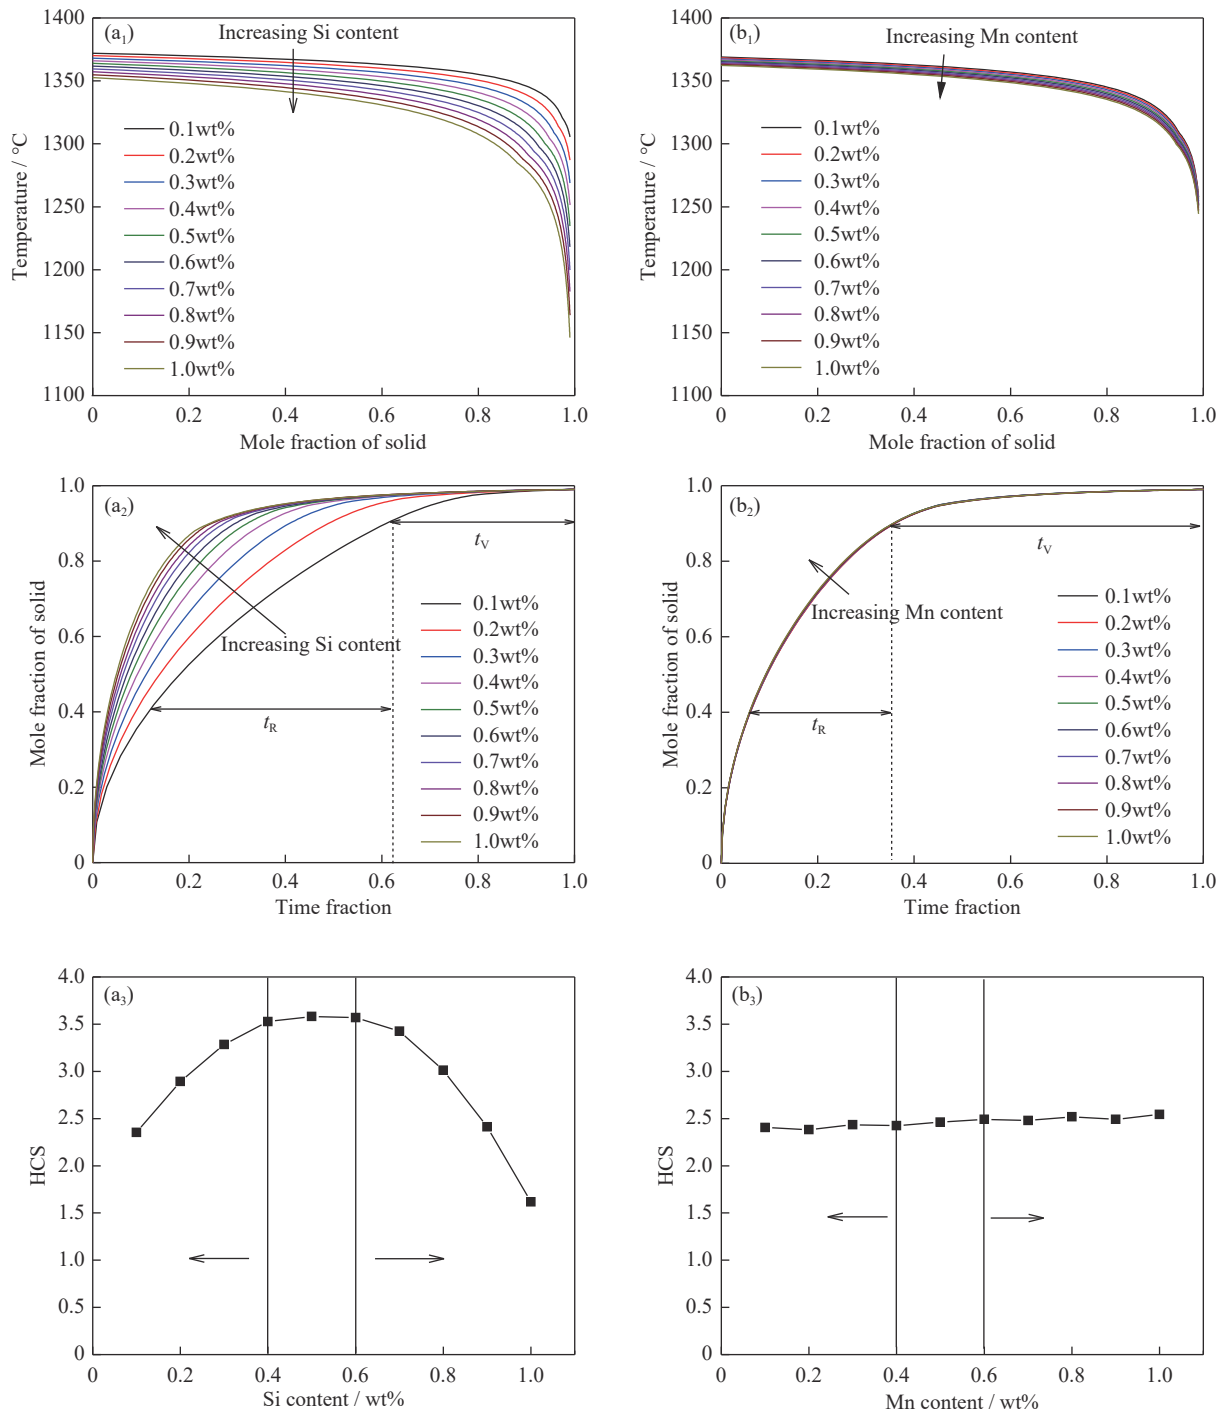 (a1)
Increasing Si content
1400
1350
1300
1250
1200
1150
1100
Temperature / °C
0.1wt%
0.2wt%
0.3wt%
0.4wt%
0.5wt%
0.6wt%
0.7wt%
0.8wt%
0.9wt%
1.0wt%
0 0.2 0.4 0.6 0.8 1.0
Mole fraction of solid
(b1)
Increasing Mn content
1400
1350
1300
1250
1200
1150
1100
Temperature / °C
0.1wt%
0.2wt%
0.3wt%
0.4wt%
0.5wt%
0.6wt%
0.7wt%
0.8wt%
0.9wt%
1.0wt%
0 0.2 0.4 0.6 0.8 1.0
Mole fraction of solid
(a2)
1.0
0.8
0.6
0.4
0.2
0
Mole fraction of solid
tV
Increasing Si content
tR
0.1wt%
0.2wt%
0.3wt%
0.4wt%
0.5wt%
0.6wt%
0.7wt%
0.8wt%
0.9wt%
1.0wt%
0 0.2 0.4 0.6 0.8 1.0
Time fraction
(b2)
1.0
0.8
0.6
0.4
0.2
0
Mole fraction of solid
tV
Increasing Mn content
tR
0.1wt%
0.2wt%
0.3wt%
0.4wt%
0.5wt%
0.6wt%
0.7wt%
0.8wt%
0.9wt%
1.0wt%
0 0.2 0.4 0.6 0.8 1.0
Time fraction
(a3)
4.0
3.5
3.0
2.5
2.0
1.5
1.0
0.5
0
HCS
0 0.2 0.4 0.6 0.8 1.0
Si content / wt%
(b3)
4.0
3.5
3.0
2.5
2.0
1.5
1.0
0.5
0
HCS
0 0.2 0.4 0.6 0.8 1.0
Mn content / wt%